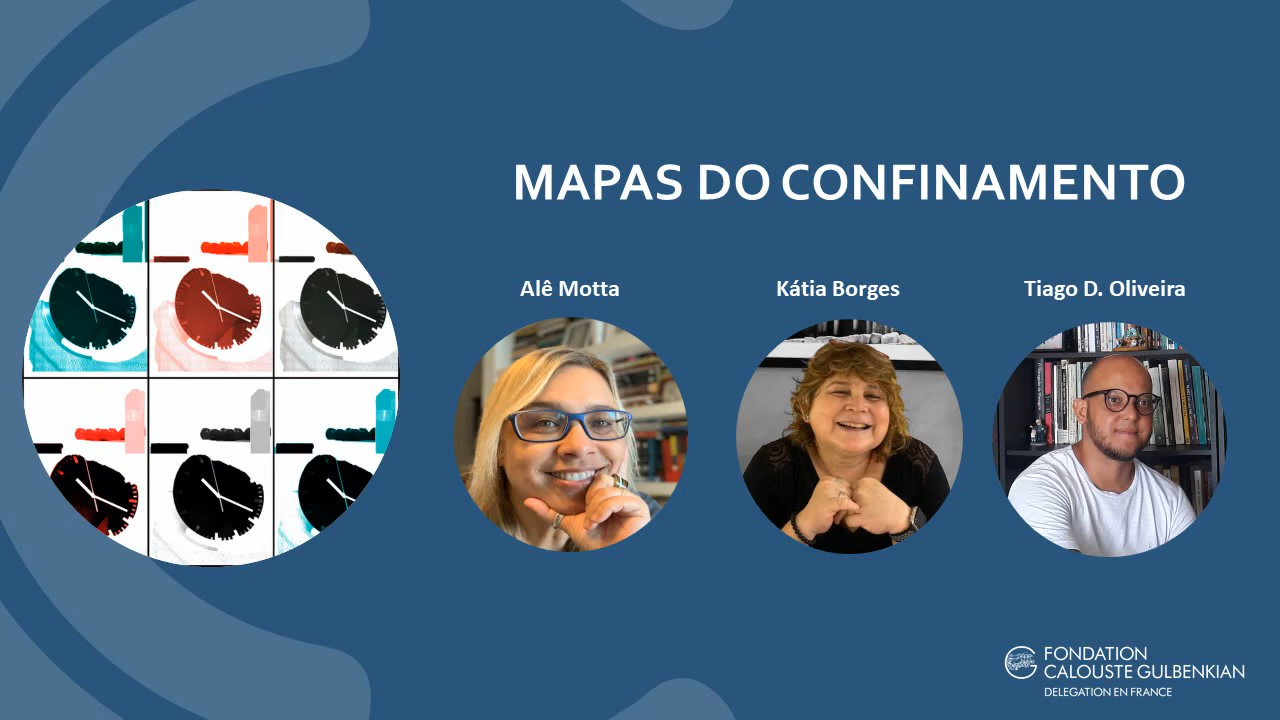 MAPAS DO CONFINAMENTO
Alê Motta
Kátia Borges
Tiago D. Oliveira
FONDATION
CALOUSTE GULBENKIAN
DELEGATION EN FRANCE